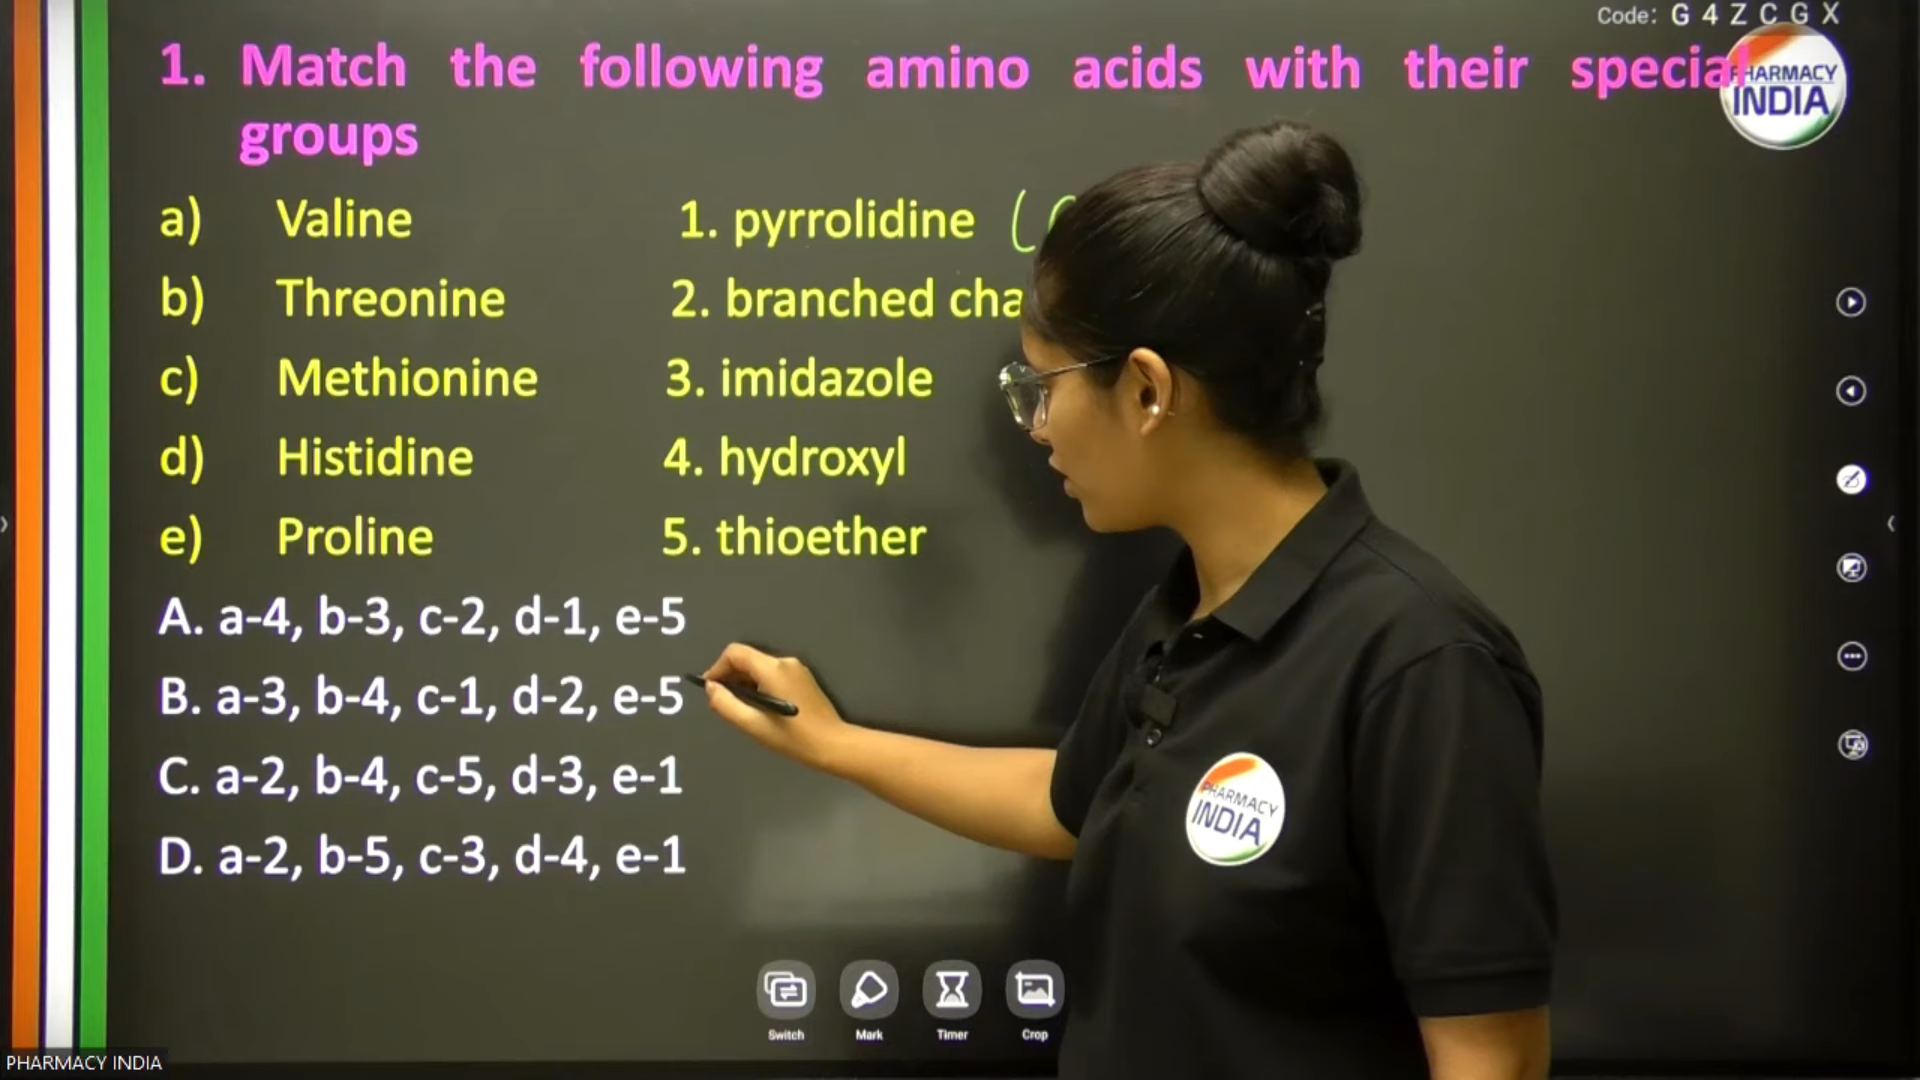 Code: G 4 Z C G X
1. Match the following amino acids with their special
groups
PHARMACY
INDIA
a) Valine 1. pyrrolidine (
b) Threonine 2. branched cha
c) Methionine 3. imidazole
d) Histidine 4. hydroxyl
e) Proline 5. thioether
A. a-4, b-3, c-2, d-1, e-5
B. a-3, b-4, c-1, d-2, e-5
C. a-2, b-4, c-5, d-3, e-1
D. a-2, b-5, c-3, d-4, e-1
PHARMACY
INDIA
Switch Mark Timer Crop
PHARMACY INDIA